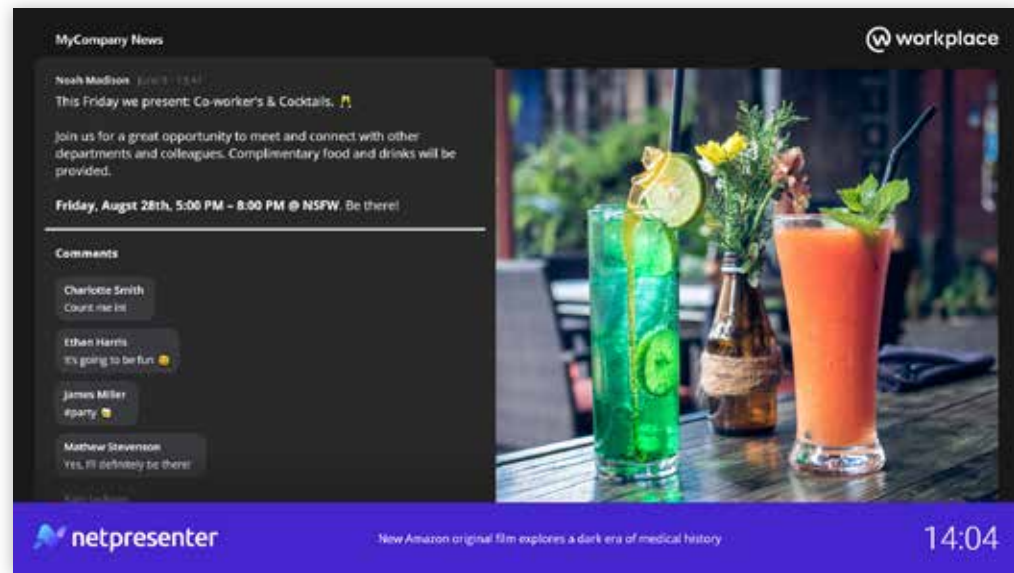 MyCompany News
workplace
Noah Madison
This Friday we present: Co-worker's & Cocktails. 🥂
Join us for a great opportunity to meet and connect with other
departments and colleagues. Complimentary food and drinks will be
provided.
Friday, Augst 28th, 5:00 PM – 8:00 PM @ NSFW. Be there!
Comments
Charlotte Smith
Count me in!
Ethan Harris
It's going to be fun 😄
James Miller
#party 🍻
Mathew Stevenson
Yes, I'll definitely be there!
netpresenter
New Amazon original film explores a dark era of medical history
14:04